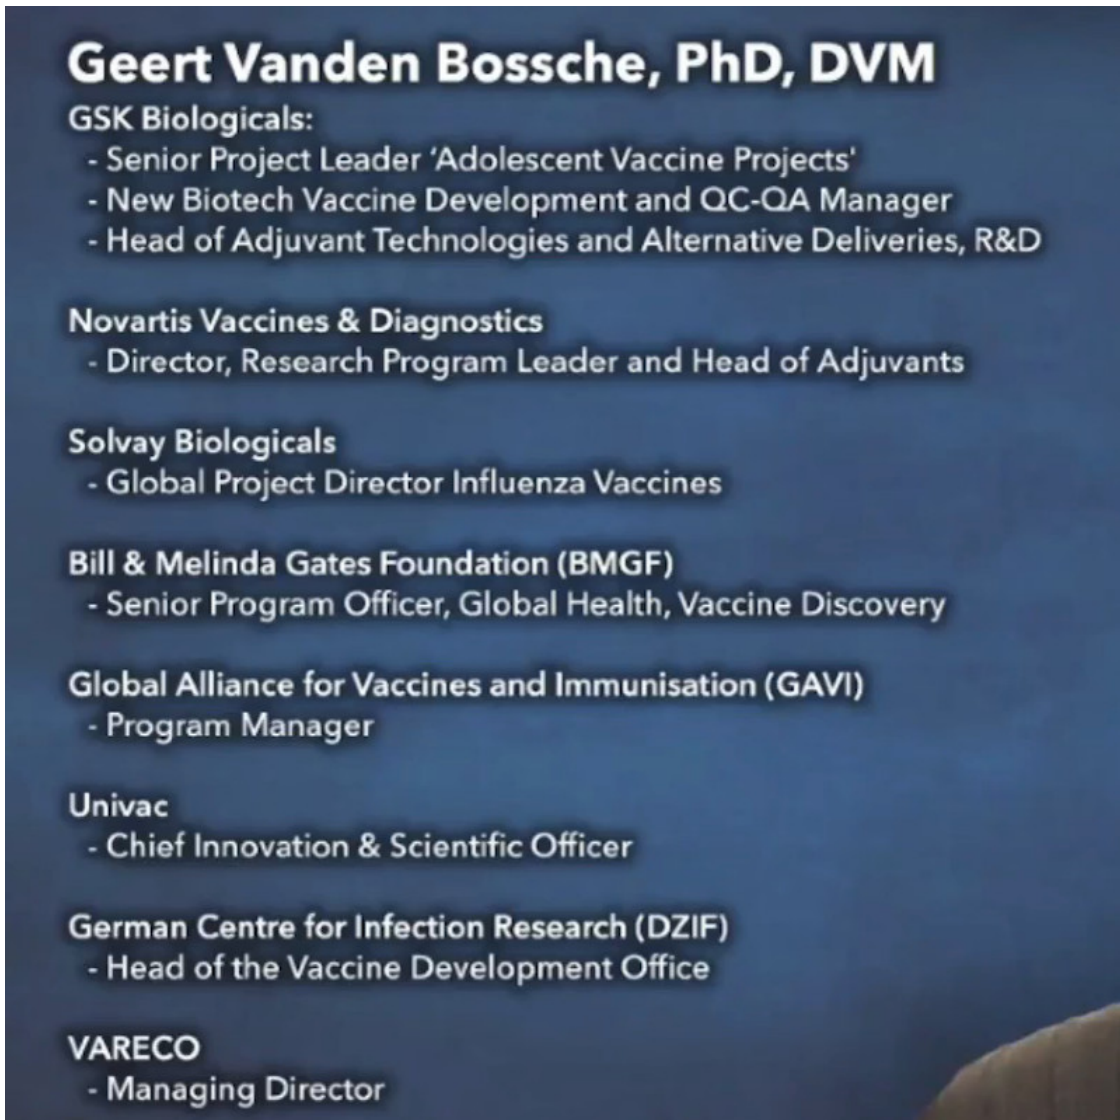 Geert Vanden Bossche, PhD, DVM
GSK Biologicals:
- Senior Project Leader ‘Adolescent Vaccine Projects'
- New Biotech Vaccine Development and QC-QA Manager
- Head of Adjuvant Technologies and Alternative Deliveries, R&D
Novartis Vaccines & Diagnostics
- Director, Research Program Leader and Head of Adjuvants
Solvay Biologicals
- Global Project Director Influenza Vaccines
Bill & Melinda Gates Foundation (BMGF)
- Senior Program Officer, Global Health, Vaccine Discovery
Global Alliance for Vaccines and Immunisation (GAVI)
- Program Manager
Univac
- Chief Innovation & Scientific Officer
German Centre for Infection Research (DZIF)
- Head of the Vaccine Development Office
VARECO
- Managing Director